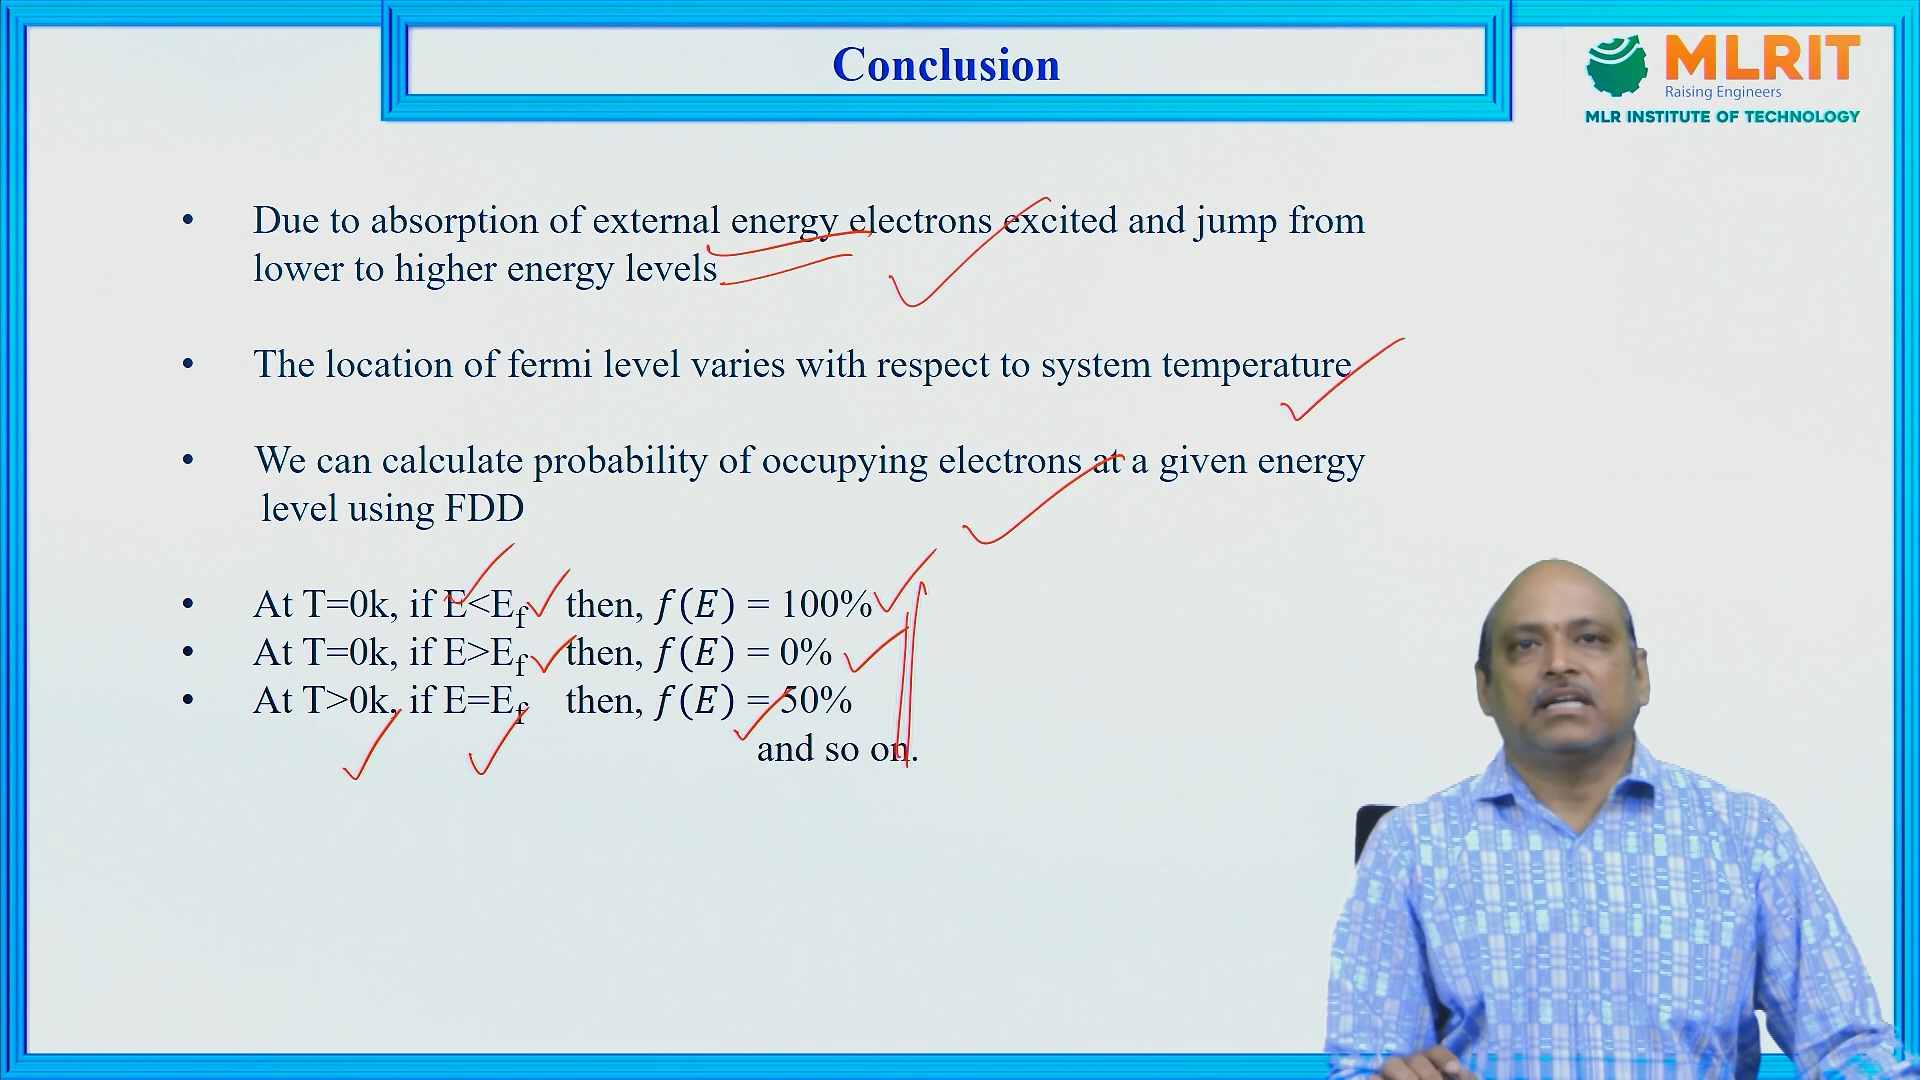 Conclusion
MLRIT
Raising Engineers
MLR INSTITUTE OF TECHNOLOGY
• Due to absorption of external energy electrons excited and jump from
lower to higher energy levels
• The location of fermi level varies with respect to system temperature
• We can calculate probability of occupying electrons at a given energy
level using FDD
• At T=0k, if E<Ef then, f(E) = 100%
• At T=0k, if E>Ef then, f(E) = 0%
• At T>0k, if E=Ef then, f(E) = 50%
and so on.